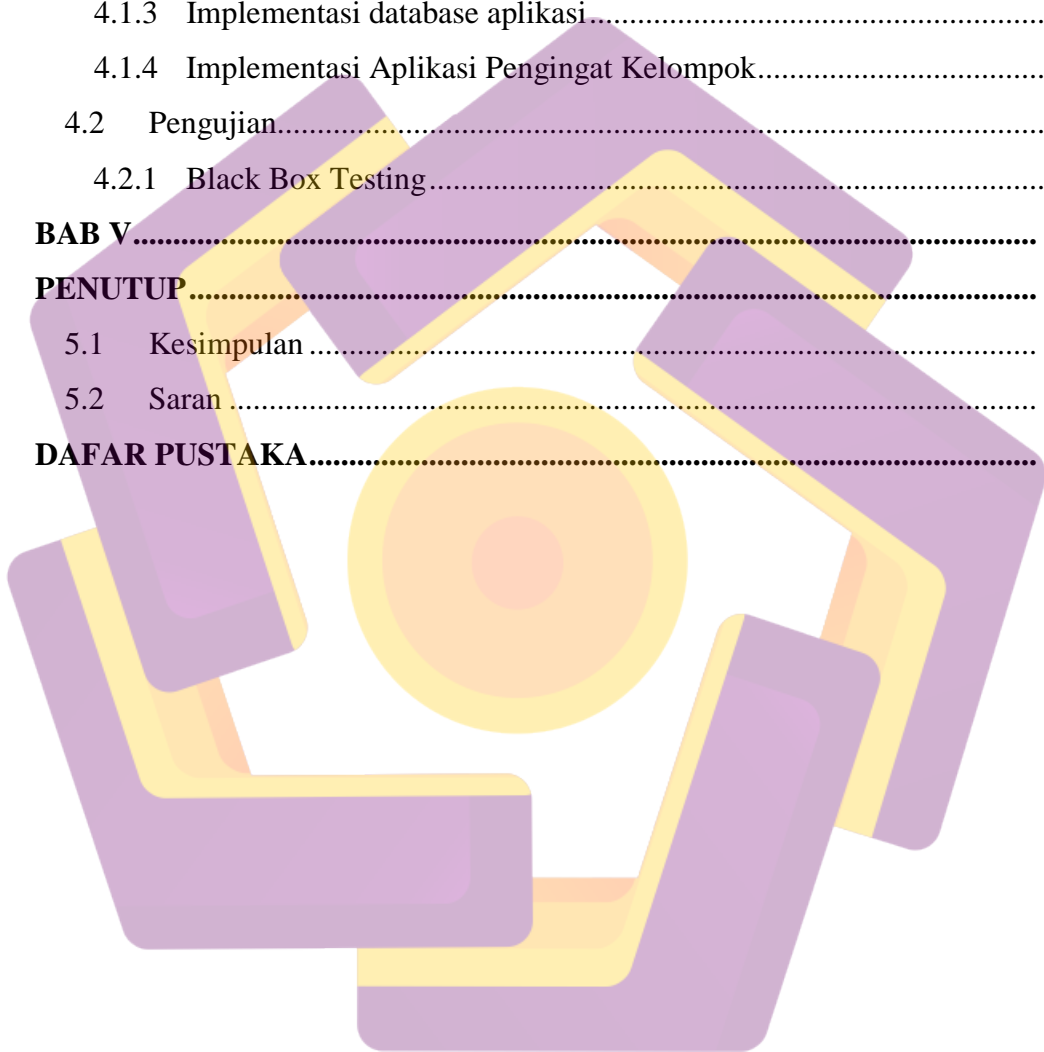 4.1.3 Implementasi database aplikasi........................................................
4.1.4 Implementasi Aplikasi Pengingat Kelompok....................................
4.2 Pengujian...............................................................................................
4.2.1 Black Box Testing............................................................................
BAB V..................................................................................................................
PENUTUP...........................................................................................................
5.1 Kesimpulan ...........................................................................................
5.2 Saran .....................................................................................................
DAFAR PUSTAKA............................................................................................